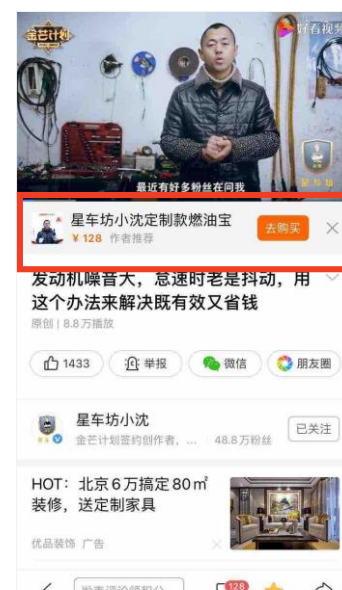 金芒计划
好看视频
星车坊
最近有好多粉丝在问我
星车坊小沈定制款燃油宝
去购买
¥ 128 作者推荐
发动机噪音大，怠速时老是抖动，用
这个办法来解决既有效又省钱
原创 | 8.8万播放
1433
举报
微信
朋友圈
星车坊小沈
金芒计划签约创作者，...
48.8万粉丝
已关注
HOT：北京6万搞定80㎡
装修，送定制家具
优品装饰 广告
128